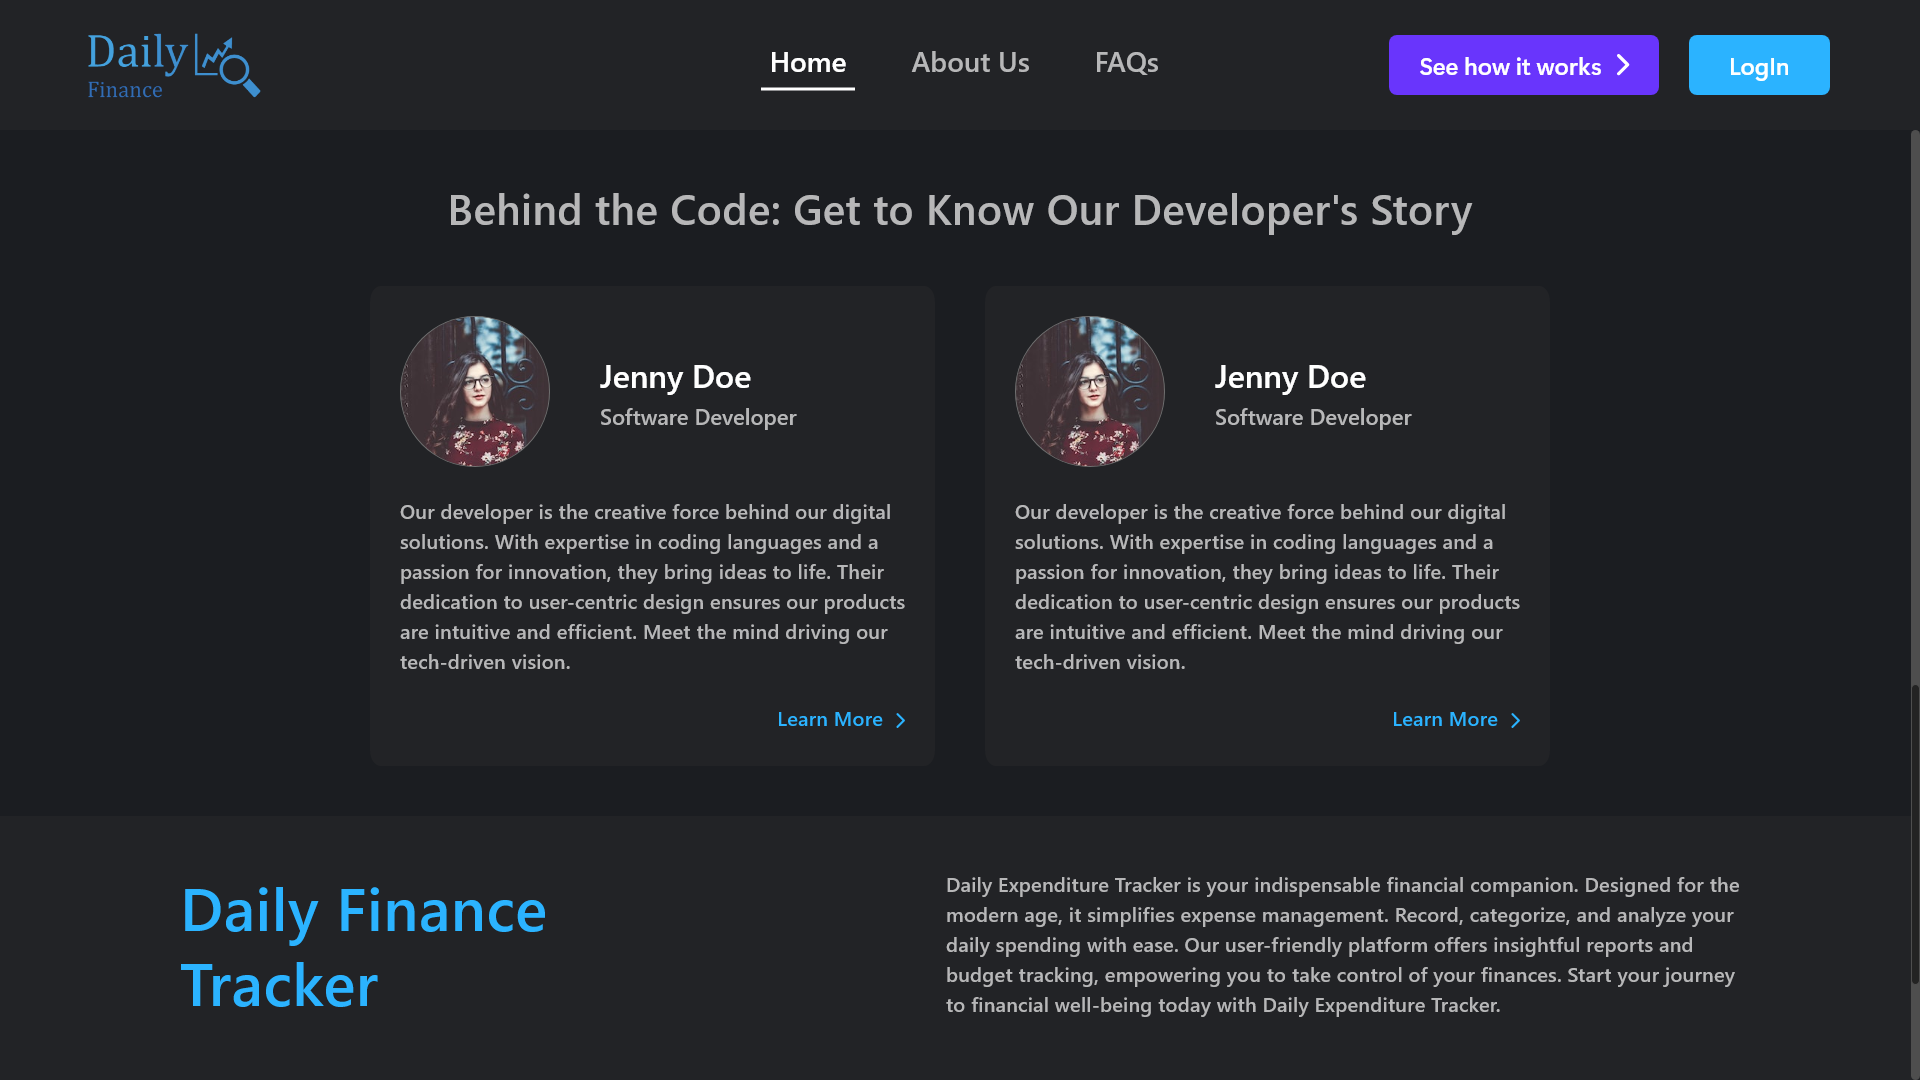 Daily
Finance
Home
About Us
FAQs
See how it works
LogIn
Behind the Code: Get to Know Our Developer's Story
Jenny Doe
Software Developer
Our developer is the creative force behind our digital
solutions. With expertise in coding languages and a
passion for innovation, they bring ideas to life. Their
dedication to user-centric design ensures our products
are intuitive and efficient. Meet the mind driving our
tech-driven vision.
Learn More
Jenny Doe
Software Developer
Our developer is the creative force behind our digital
solutions. With expertise in coding languages and a
passion for innovation, they bring ideas to life. Their
dedication to user-centric design ensures our products
are intuitive and efficient. Meet the mind driving our
tech-driven vision.
Learn More
Daily Finance
Tracker
Daily Expenditure Tracker is your indispensable financial companion. Designed for the
modern age, it simplifies expense management. Record, categorize, and analyze your
daily spending with ease. Our user-friendly platform offers insightful reports and
budget tracking, empowering you to take control of your finances. Start your journey
to financial well-being today with Daily Expenditure Tracker.